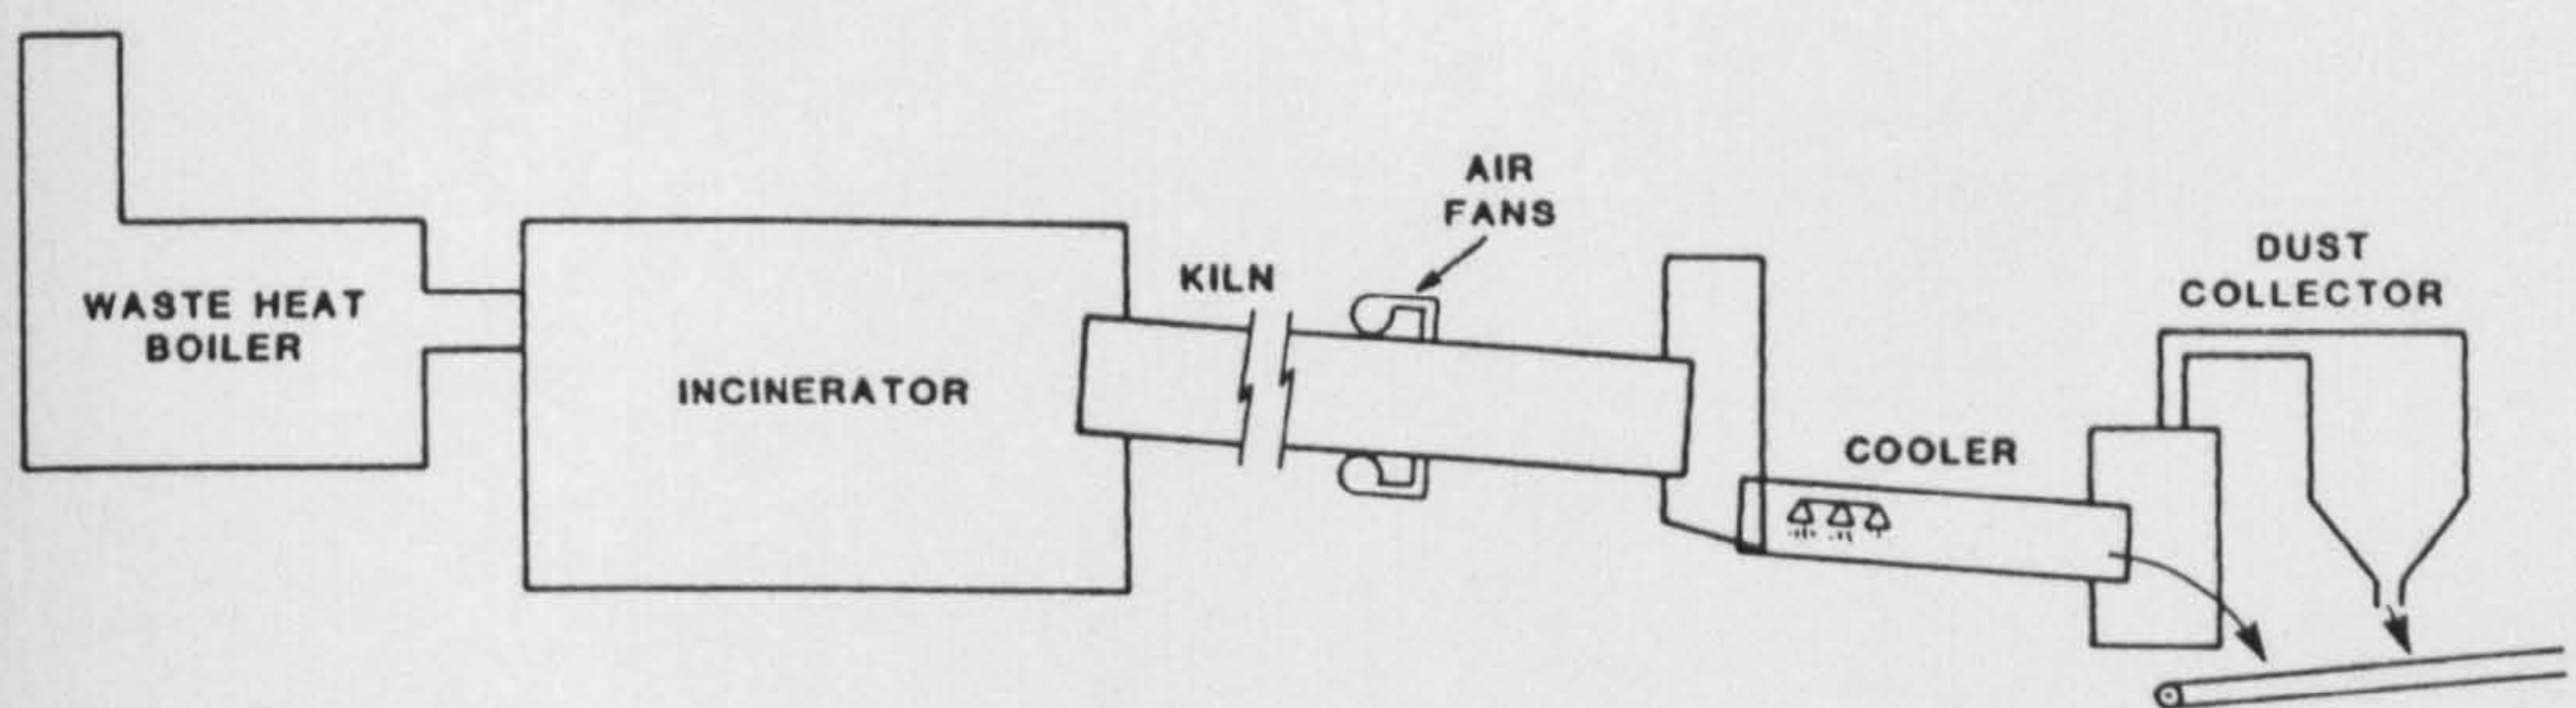 WASTE HEAT
BOILER
INCINERATOR
KILN
AIR
FANS
COOLER
DUST
COLLECTOR